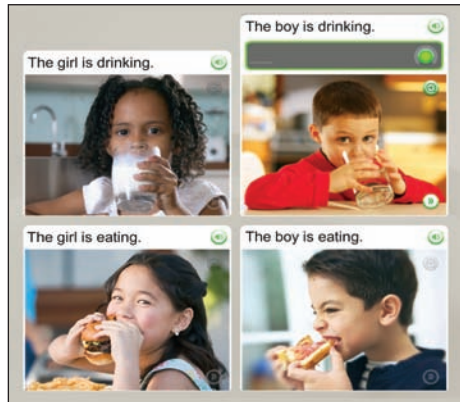 The boy is drinking.
The girl is drinking.
The girl is eating.
The boy is eating.